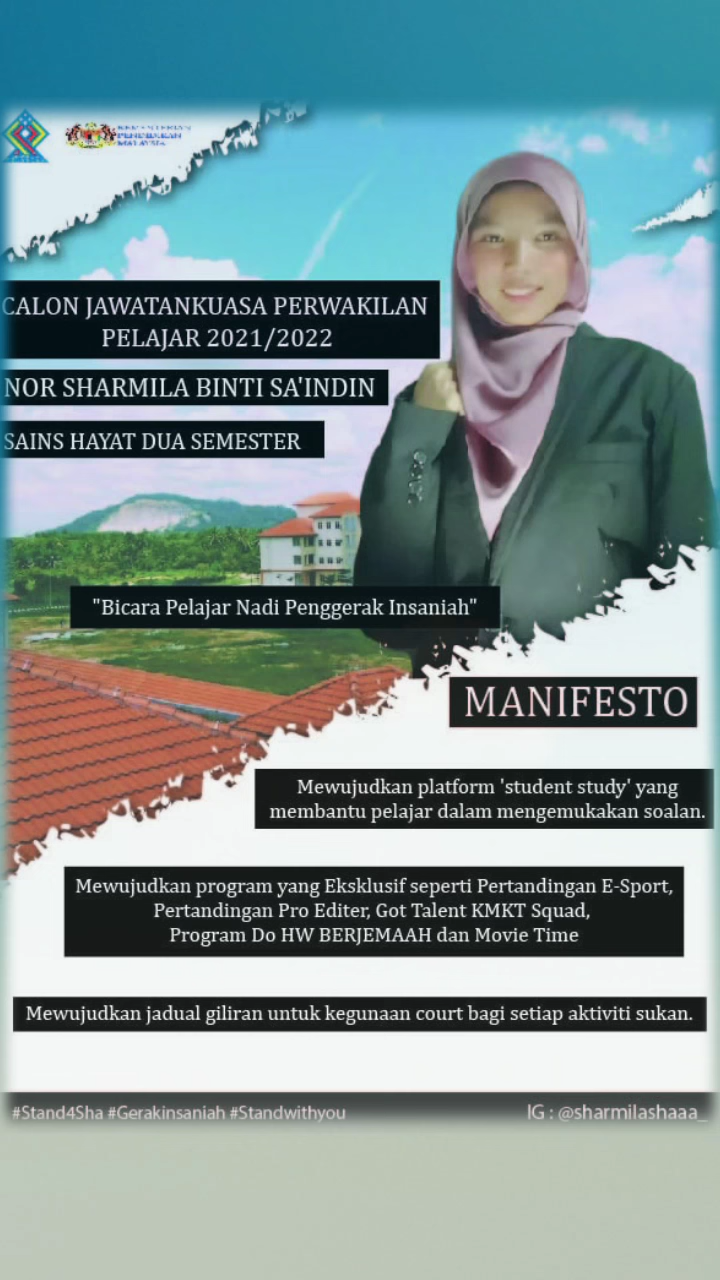 KEMENTERIAN
PENDIDIKAN
MALAYSIA
CALON JAWATANKUASA PERWAKILAN
PELAJAR 2021/2022
NOR SHARMILA BINTI SA'INDIN
SAINS HAYAT DUA SEMESTER
"Bicara Pelajar Nadi Penggerak Insaniah"
MANIFESTO
Mewujudkan platform 'student study' yang
membantu pelajar dalam mengemukakan soalan.
Mewujudkan program yang Eksklusif seperti Pertandingan E-Sport,
Pertandingan Pro Editer, Got Talent KMKT Squad,
Program Do HW BERJEMAAH dan Movie Time
Mewujudkan jadual giliran untuk kegunaan court bagi setiap aktiviti sukan.
#Stand4Sha #Gerakinsaniah #Standwithyou
IG : @sharmilashaaa_